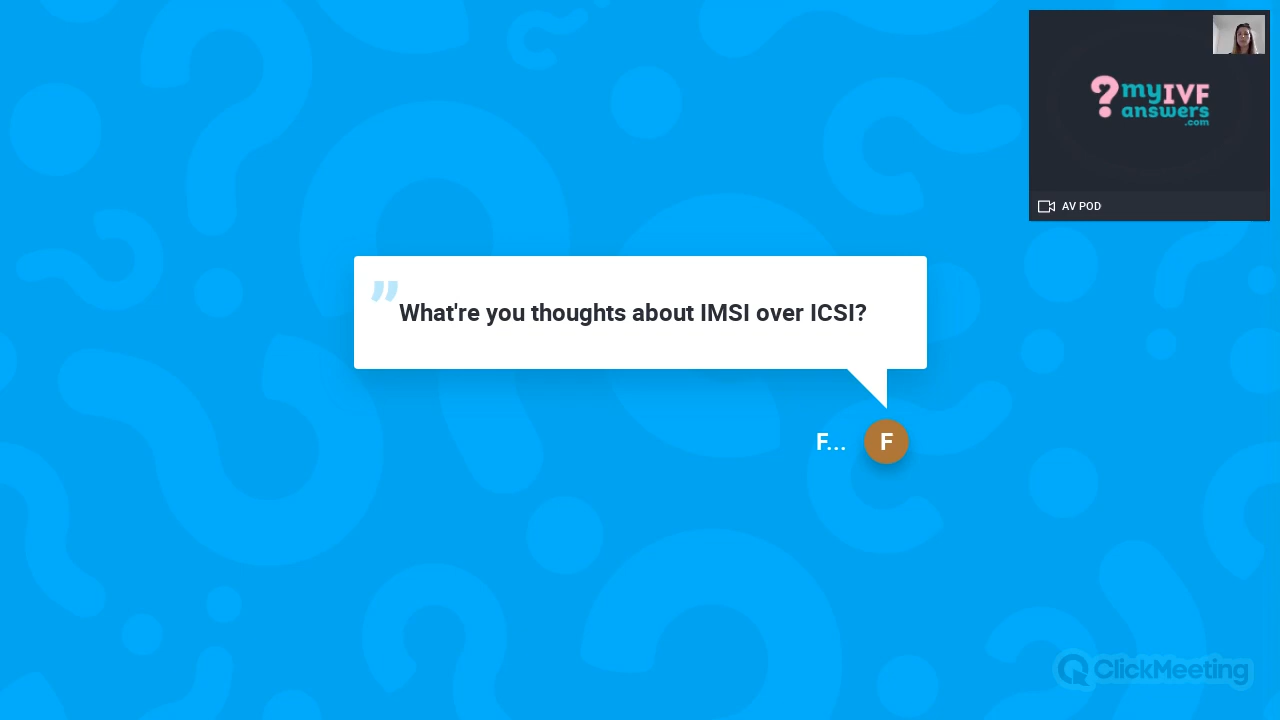 myIVF
answers
.com
AV POD
What're you thoughts about IMSI over ICSI?
F... F
ClickMeeting